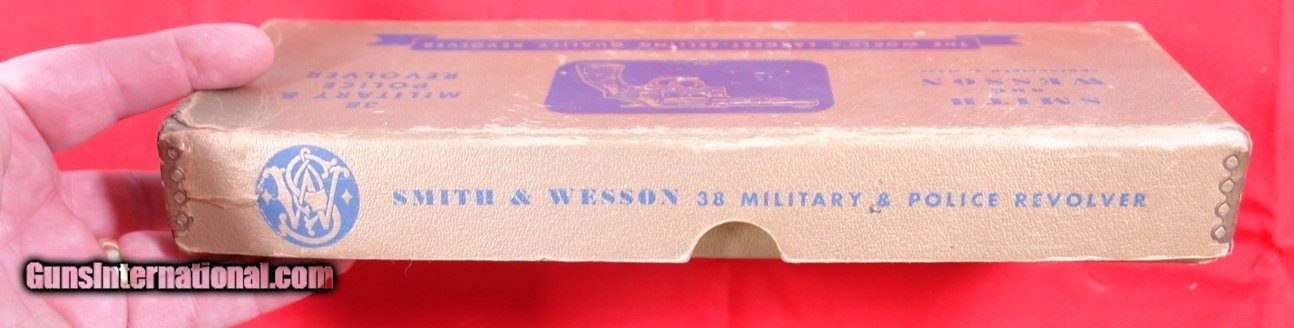 THE WORLD'S LARGEST-SELLING QUALITY REVOLVER
SMITH
AND
WESSON
38
MILITARY &
POLICE
REVOLVER
SW
SMITH & WESSON 38 MILITARY & POLICE REVOLVER
GunsInternational.com